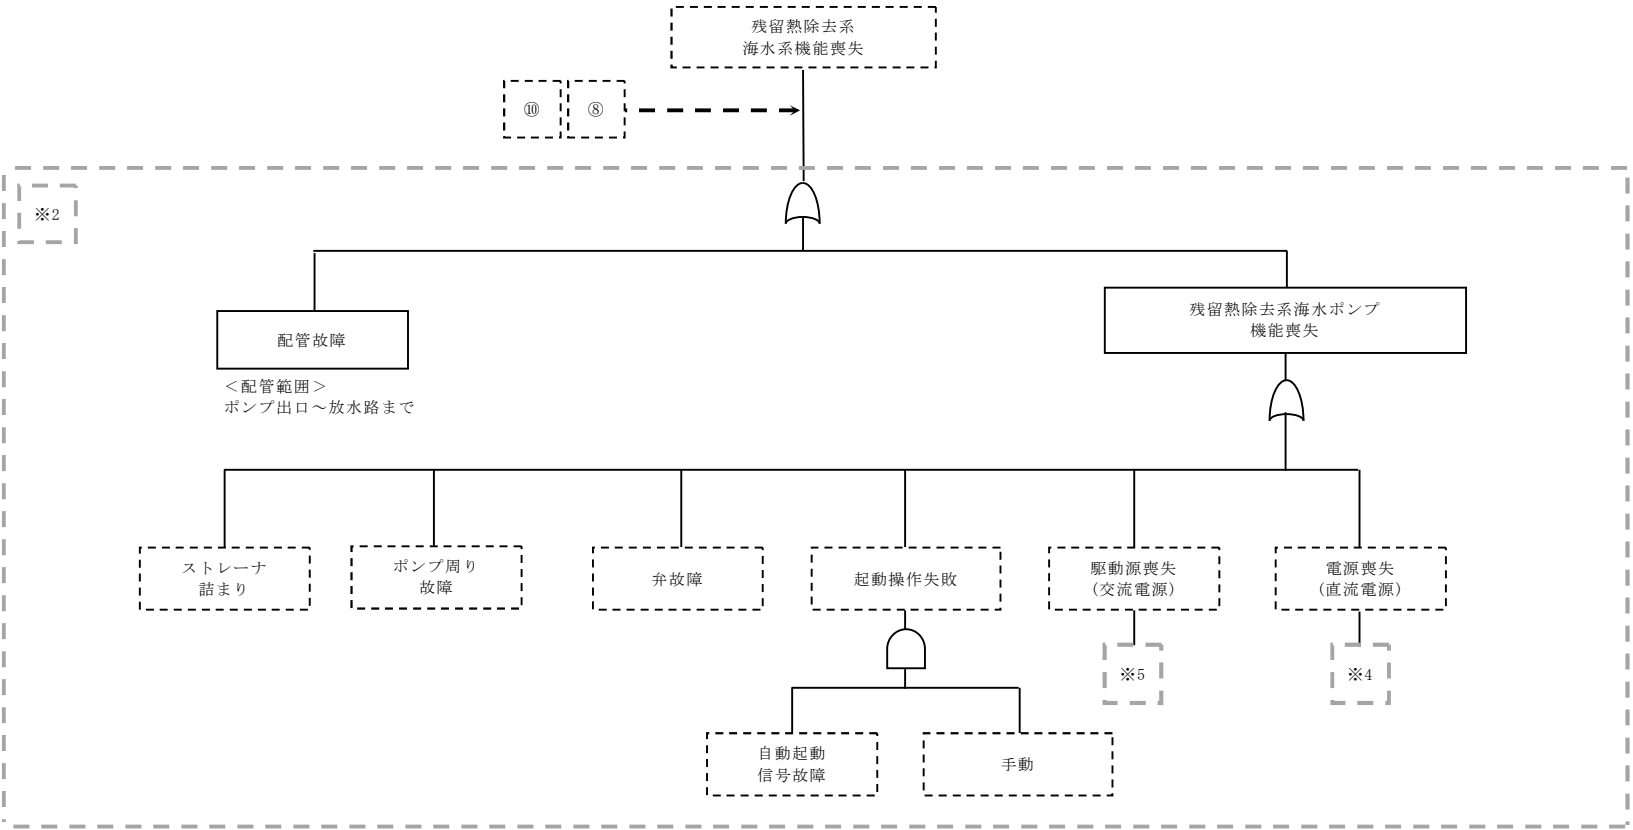 残留熱除去系
海水系機能喪失
⑩
⑧
※2
残留熱除去系海水ポンプ
機能喪失
配管故障
＜配管範囲＞
ポンプ出口～放水路まで
ストレーナ
詰まり
ポンプ周り
故障
弁故障
起動操作失敗
駆動源喪失
（交流電源）
電源喪失
（直流電源）
※5
※4
自動起動
信号故障
手動